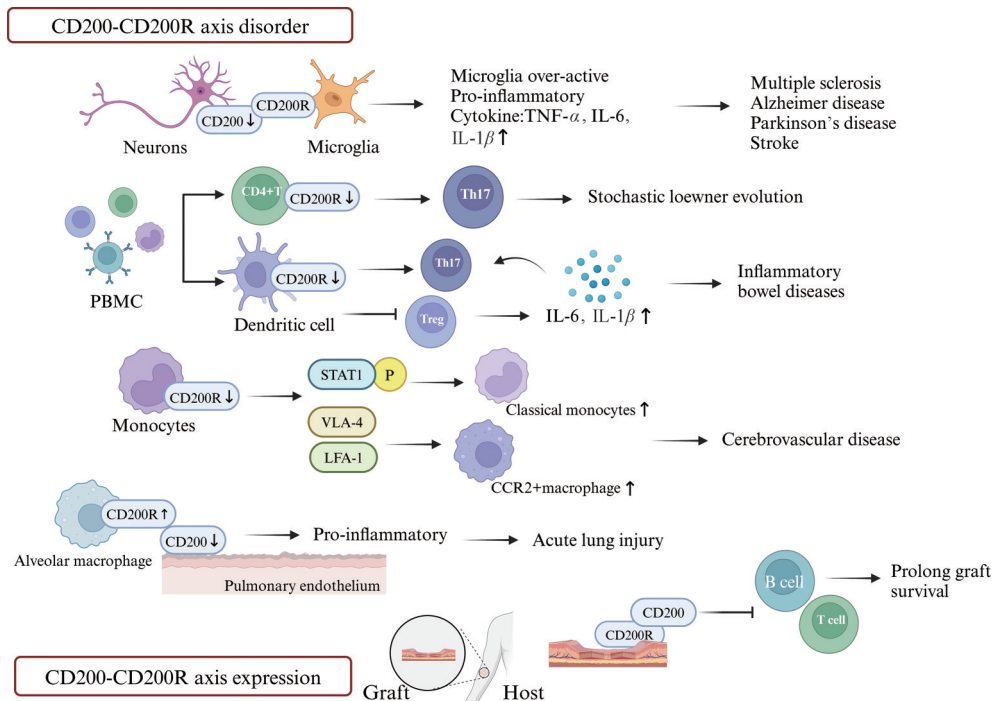 CD200-CD200R axis disorder
CD200R
CD200↓
Neurons
Microglia
Microglia over-active
Pro-inflammatory
Cytokine:TNF-α, IL-6,
IL-1β↑
Multiple sclerosis
Alzheimer disease
Parkinson's disease
Stroke
PBMC
CD4+T
CD200R↓
Th17
Stochastic loewner evolution
CD200R↓
Dendritic cell
Th17
Treg
IL-6, IL-1β↑
Inflammatory
bowel diseases
CD200R↓
Monocytes
STAT1
P
Classical monocytes↑
VLA-4
LFA-1
CCR2+macrophage↑
Cerebrovascular disease
CD200R↑
CD200↓
Alveolar macrophage
Pulmonary endothelium
Pro-inflammatory
Acute lung injury
CD200
CD200R
B cell
T cell
Prolong graft
survival
CD200-CD200R axis expression
Graft
Host